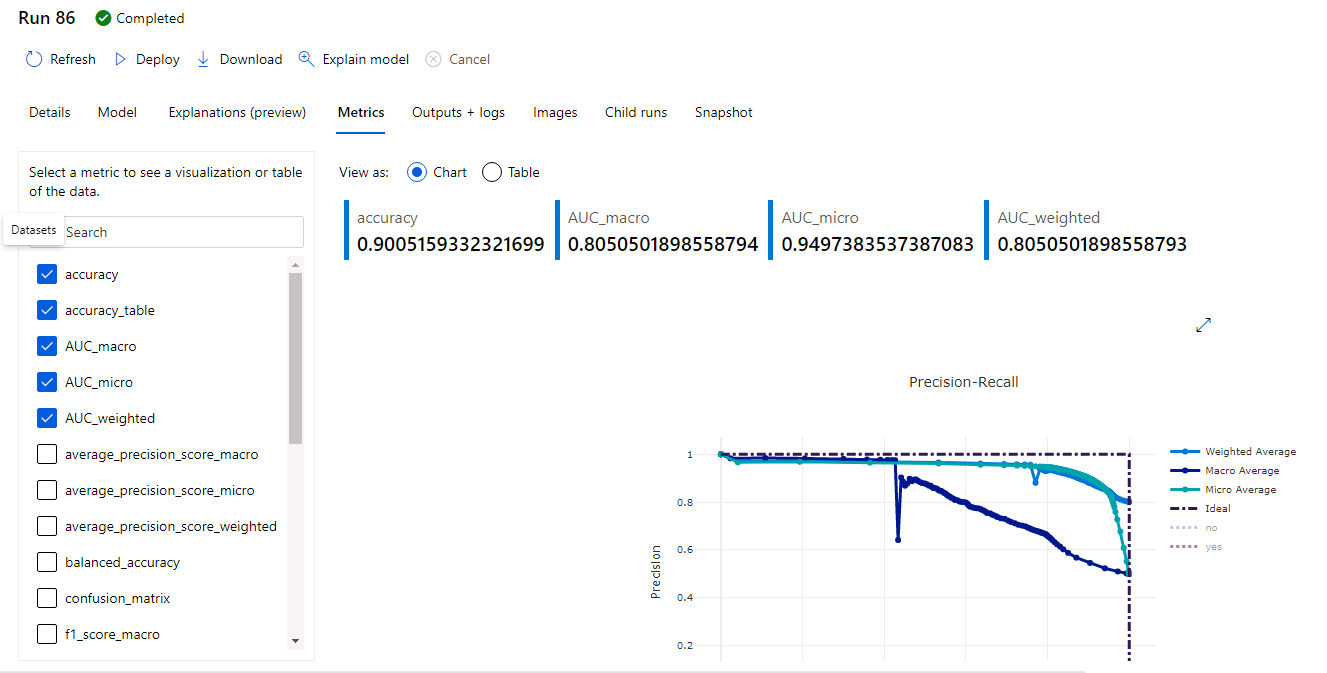 Run 86 Completed
Refresh Deploy Download Explain model Cancel
Details Model Explanations (preview) Metrics Outputs + logs Images Child runs Snapshot
Select a metric to see a visualization or table
of the data.
Datasets
Search
accuracy
accuracy_table
AUC_macro
AUC_micro
AUC_weighted
average_precision_score_macro
average_precision_score_micro
average_precision_score_weighted
balanced_accuracy
confusion_matrix
f1_score_macro
View as: Chart Table
accuracy
0.9005159332321699
AUC_macro
0.8050501898558794
AUC_micro
0.9497383537387083
AUC_weighted
0.8050501898558793
Precision-Recall
Precision
1
0.8
0.6
0.4
0.2
Weighted Average
Macro Average
Micro Average
Ideal
no
yes